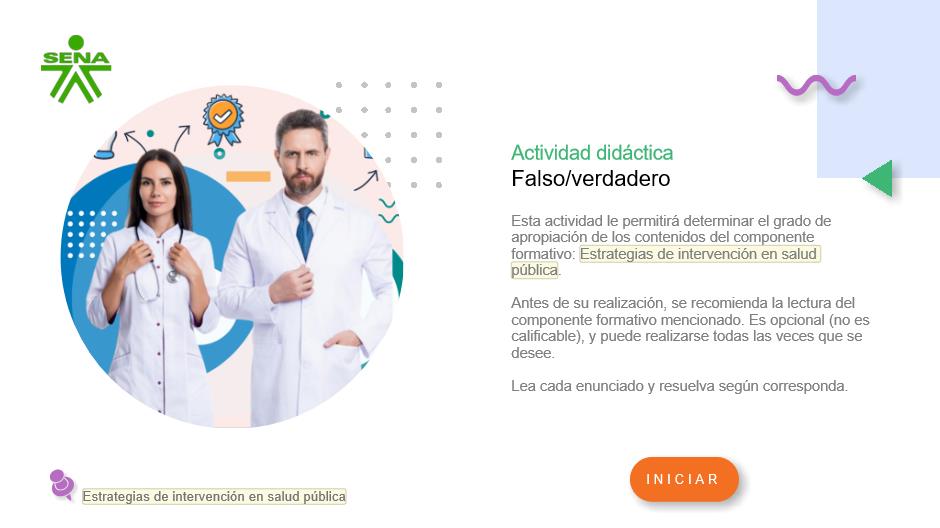 SENA
Actividad didáctica
Falso/verdadero
Esta actividad le permitirá determinar el grado de
apropiación de los contenidos del componente
formativo: Estrategias de intervención en salud
pública.
Antes de su realización, se recomienda la lectura del
componente formativo mencionado. Es opcional (no es
calificable), y puede realizarse todas las veces que se
desee.
Lea cada enunciado y resuelva según corresponda.
INICIAR
Estrategias de intervención en salud pública